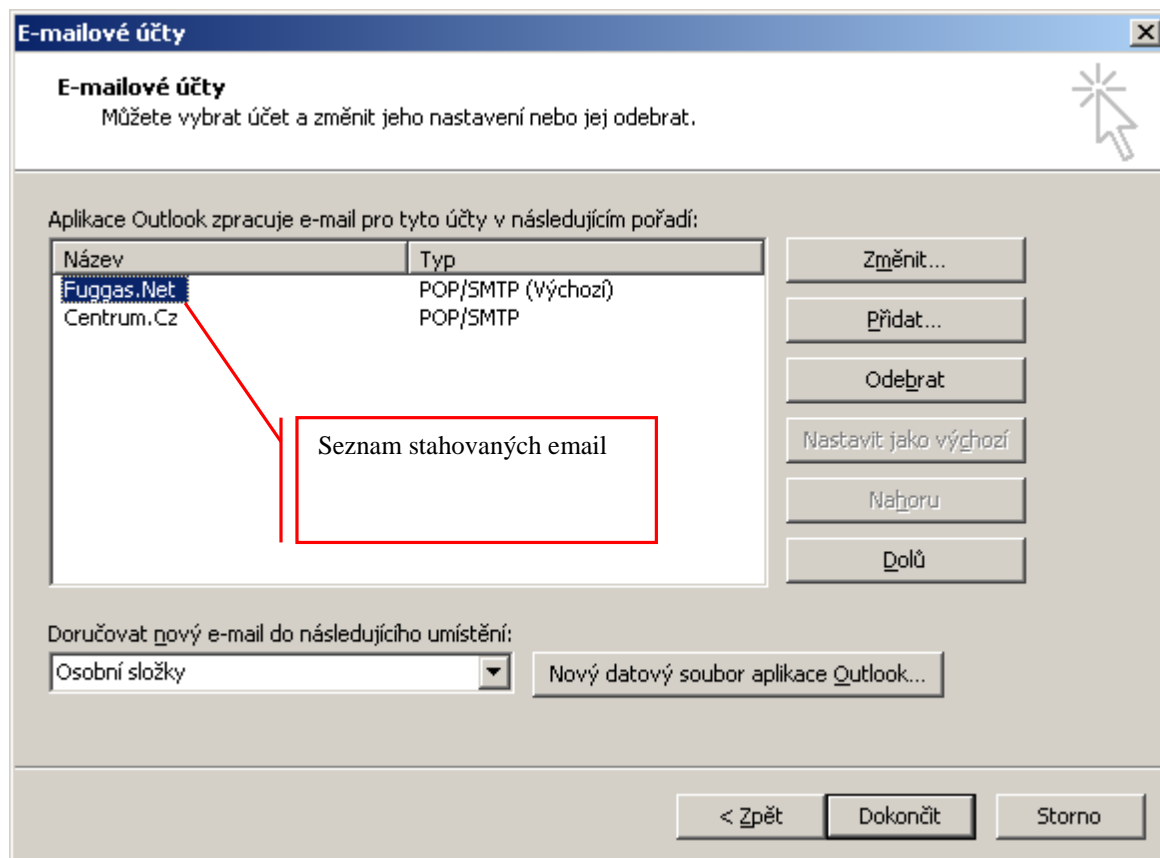 E-mailové účty
E-mailové účty
Můžete vybrat účet a změnit jeho nastavení nebo jej odebrat.
Aplikace Outlook zpracuje e-mail pro tyto účty v následujícím pořadí:
Název Typ
Fuggas.Net POP/SMTP (Výchozí)
Centrum.Cz POP/SMTP
Změnit...
Přidat...
Odebrat
Nastavit jako výchozí
Nahoru
Dolů
Seznam stahovaných email
Doručovat nový e-mail do následujícího umístění:
Osobní složky
Nový datový soubor aplikace Outlook...
< Zpět
Dokončit
Storno